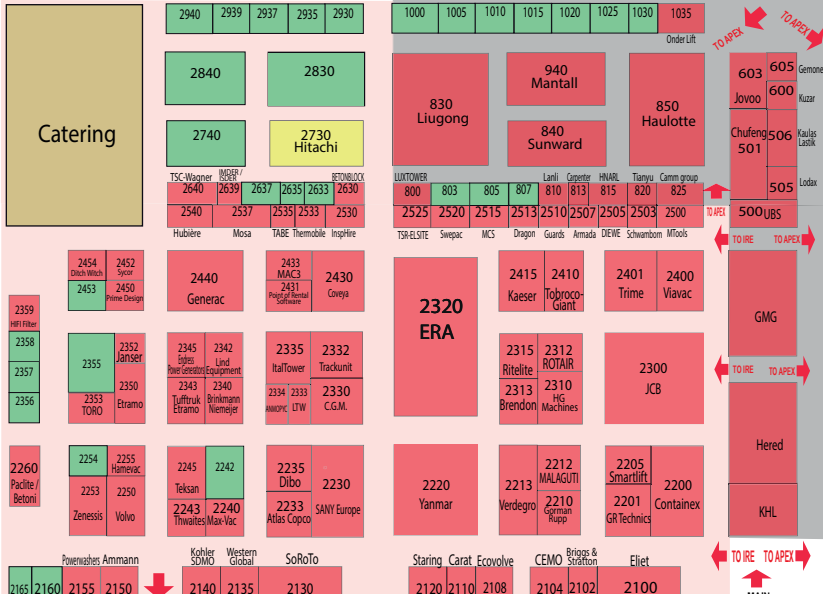 2940 2939 2937 2935 2930 1000 1005 1010 1015 1020 1025 1030 1035
Onder Lift
TO APEX
TO APEX
Catering
2840 2830
2740 2730
Hitachi
830
Liugong
940
Mantall
840
Sunward
850
Haulotte
603
Jovoo
605 Gemone
600 Kuzar
Chufeng
501
506 Kaulas
Lastik
505 Lodax
500 UBS
TSC-Wagner IMDER /
ISDER BETONBLOCK
2640 2639 2637 2635 2633 2630
2540 2537 2535 2533 2530
Hubière Mosa TABE Thermobile InspHire
LUXTOWER Lanli Carpenter HNARL Tianyu Camm group
800 803 805 807 810 813 815 820 825
2525 2520 2515 2513 2510 2507 2505 2503 2500
TSR-ELSITE Swepac MCS Dragon Guards Armada DIEWE Schwamborn MTools
TO APEX
TO IRE TO APEX
2454
Ditch Witch
2452
Sycor
2453
2450
Prime Design
2440
Generac
2433
MAC3
2431
Point of Rental
Software
2430
Coveya
2320
ERA
2415
Kaeser
2410
Tobroco-
Giant
2401
Trime
2400
Viavac
GMG
2359
HIFI Filter
2358
2357
2356
2355
2352
Janser
2353
TORO
2350
Etramo
2345
Endress
Power Generators
2342
Lind
Equipment
2343
Tufftruk
Etramo
2340
Brinkmann
Niemeijer
2335
ItalTower
2332
Trackunit
2334
ANMOPYC
2333
LTW
2330
C.G.M.
2315
Ritelite
2312
ROTAIR
2313
Brendon
2310
HG
Machines
2300
JCB
TO IRE TO APEX
Hered
2260
Paclite /
Betoni
2254
2255
Hamevac
2253
Zenessis
2250
Volvo
2245
Teksan
2242
2243
Thwaites
2240
Max-Vac
2235
Dibo
2233
Atlas Copco
2230
SANY Europe
2220
Yanmar
2213
Verdegro
2212
MALAGUTI
2210
Gorman
Rupp
2205
Smartlift
2201
GR Technics
2200
Containex
KHL
TO IRE TO APEX
Powerwashers Ammann Kohler
SDMO Western
Global SoRoTo Staring Carat Ecovolve CEMO Briggs &
Stratton Eliet
2165 2160 2155 2150 2140 2135 2130 2120 2110 2108 2104 2102 2100
MAIN